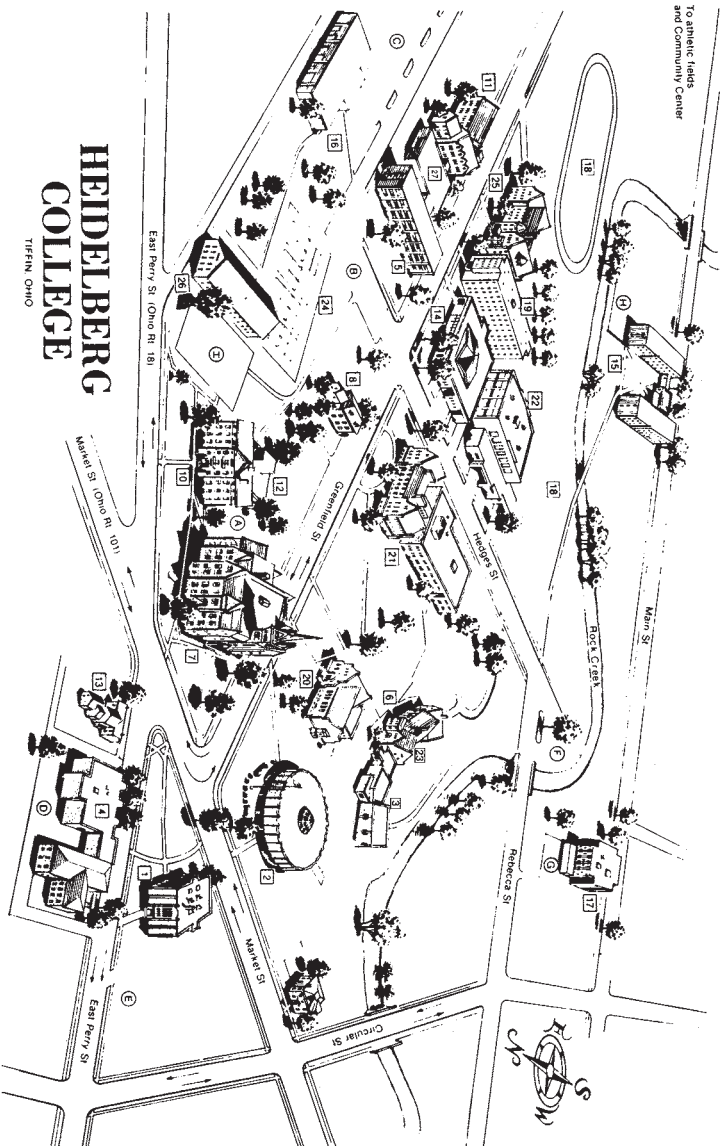 HEIDELBERG
COLLEGE
TIFFIN, OHIO
To athletic fields
and Community Center
East Perry St (Ohio Rt 18)
Market St (Ohio Rt 101)
Greenfield St
Hedges St
Rock Creek
Main St
Rebecca St
Market St
East Perry St
Circular St
E
S
N
W
A
B
C
D
E
F
G
H
I
1
2
3
4
5
6
7
8
10
11
12
13
14
15
16
17
18
18
19
20
21
22
23
24
25
26
27